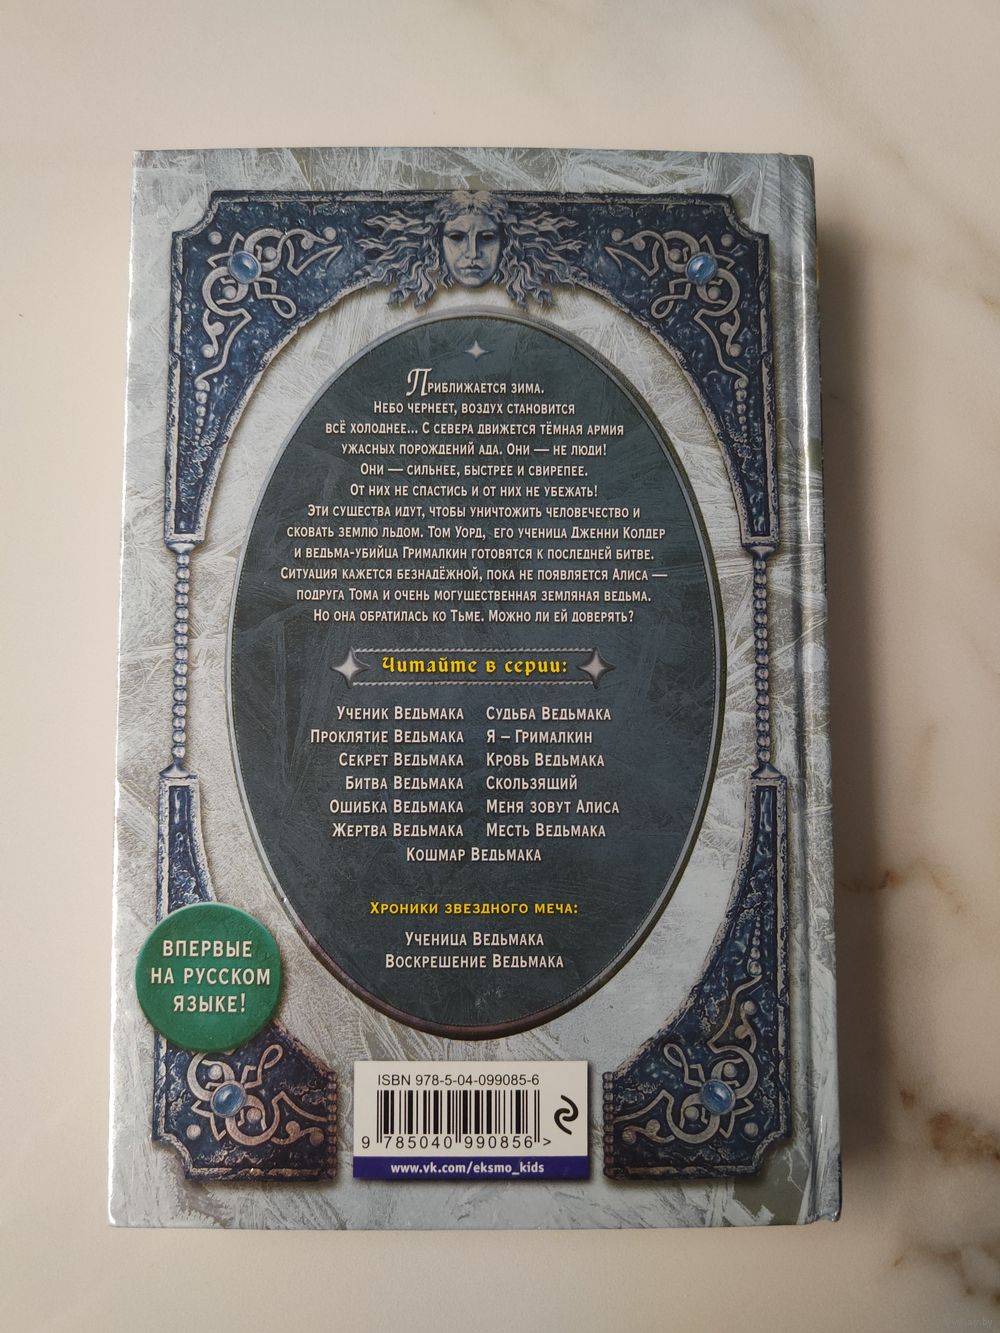 Приближается зима.
Небо чернеет, воздух становится
всё холоднее... С севера движется тёмная армия
ужасных порождений ада. Они — не люди!
Они — сильнее, быстрее и свирепее.
От них не спастись и от них не убежать!
Эти существа идут, чтобы уничтожить человечество и
сковать землю льдом. Том Уорд, его ученица Дженни Колдер
и ведьма-убийца Грималкин готовятся к последней битве.
Ситуация кажется безнадёжной, пока не появляется Алиса —
подруга Тома и очень могущественная земляная ведьма.
Но она обратилась ко Тьме. Можно ли ей доверять?
Читайте в серии:
Ученик Ведьмака
Проклятие Ведьмака
Секрет Ведьмака
Битва Ведьмака
Ошибка Ведьмака
Жертва Ведьмака
Судьба Ведьмака
Я – Грималкин
Кровь Ведьмака
Скользящий
Меня зовут Алиса
Месть Ведьмака
Кошмар Ведьмака
Хроники звездного меча:
Ученица Ведьмака
Воскрешение Ведьмака
ВПЕРВЫЕ
НА РУССКОМ
ЯЗЫКЕ!
ISBN 978-5-04-099085-6
9 785040 990856 >
www.vk.com/eksmo_kids